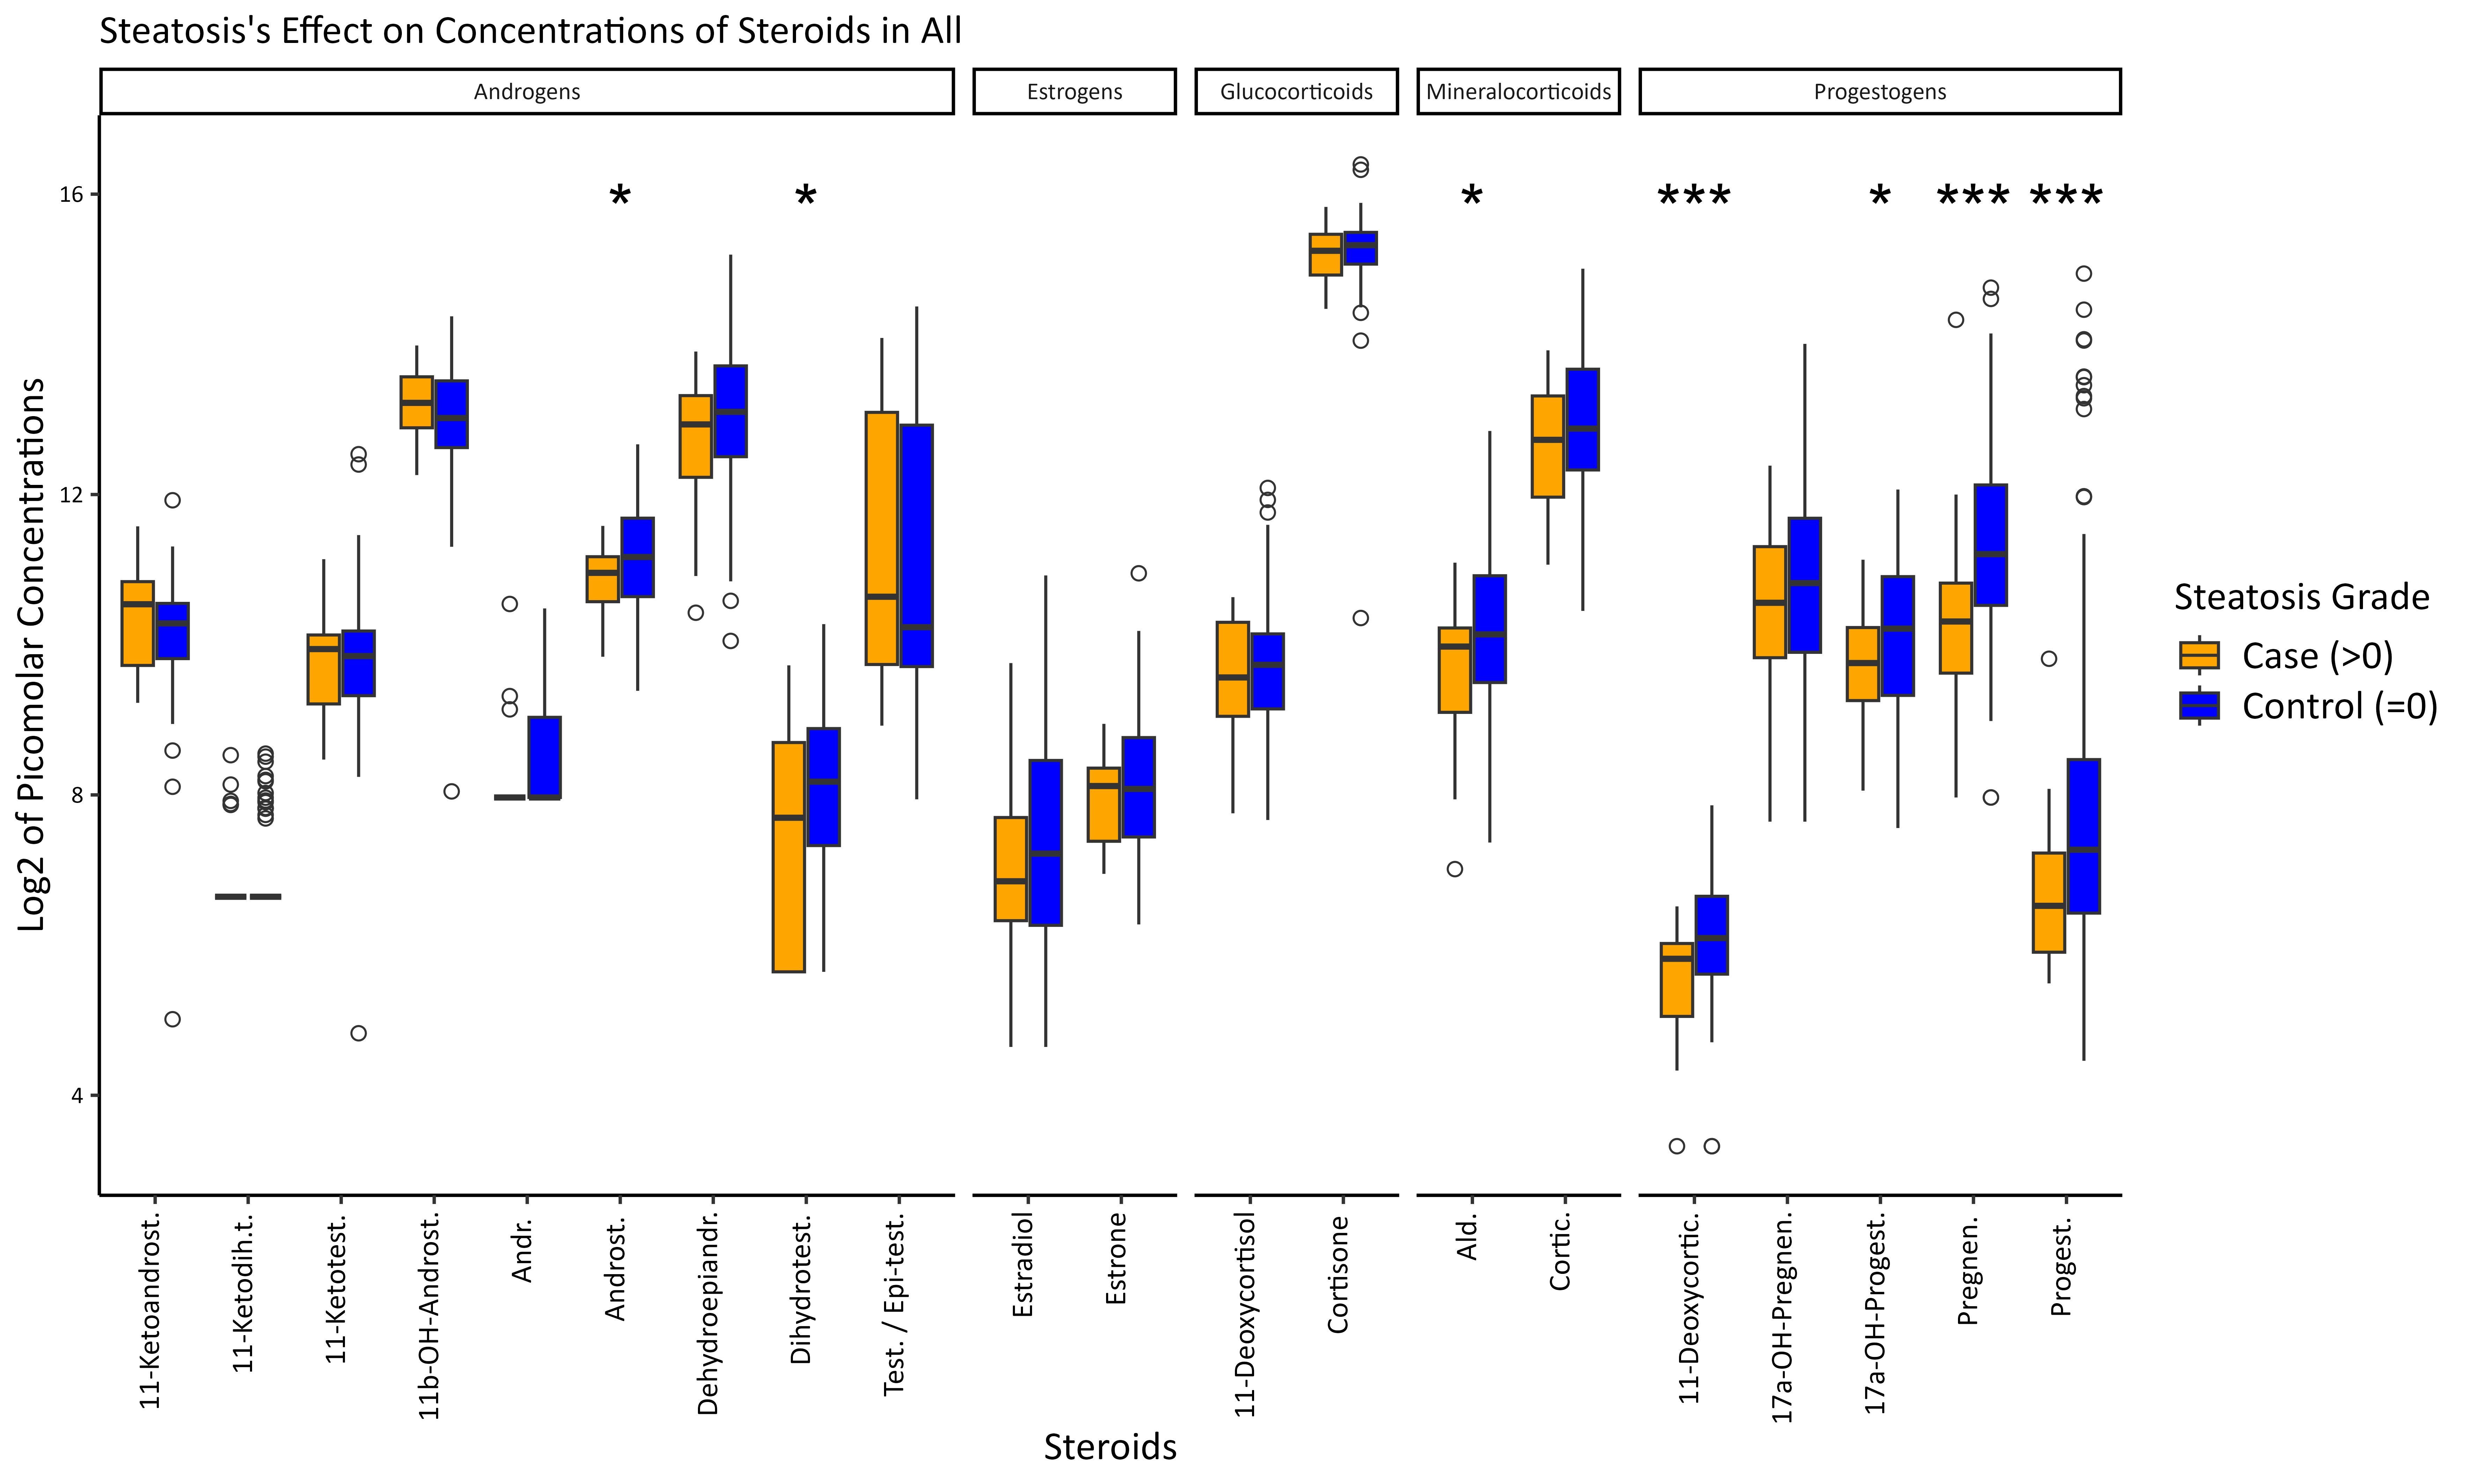 Steatosis's Effect on Concentrations of Steroids in All
Androgens
Estrogens
Glucocorticoids
Mineralocorticoids
Progestogens
Log2 of Picomolar Concentrations
16
12
8
4
*
*
*
***
*
***
***
11-Ketoandrost.
11-Ketodih.t.
11-Ketotest.
11b-OH-Androst.
Andr.
Androst.
Dehydroepiandr.
Dihydrotest.
Test. / Epi-test.
Estradiol
Estrone
11-Deoxycortisol
Cortisone
Ald.
Cortic.
11-Deoxycortic.
17a-OH-Pregnen.
17a-OH-Progest.
Pregnen.
Progest.
Steroids
Steatosis Grade
Case (>0)
Control (=0)